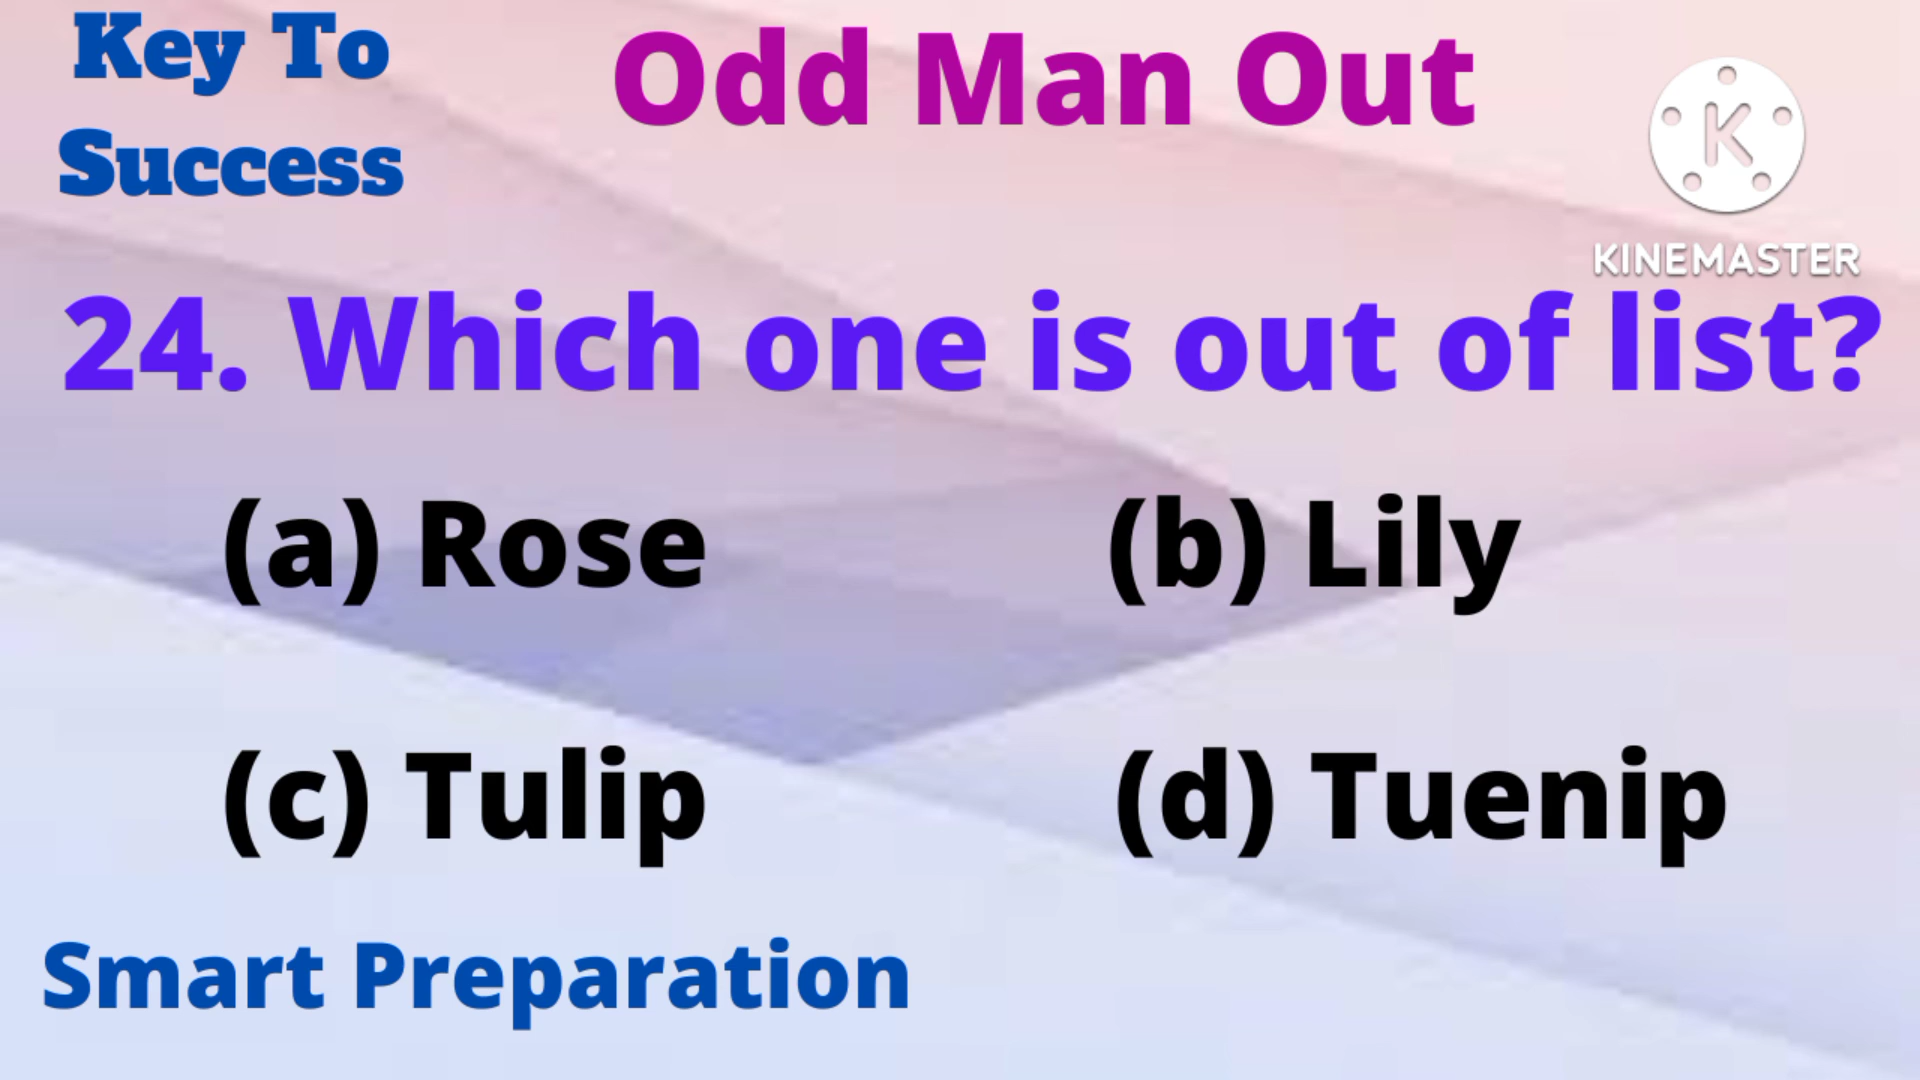 Key To
Success
Odd Man Out
KINEMASTER
24. Which one is out of list?
(a) Rose
(b) Lily
(c) Tulip
(d) Tuenip
Smart Preparation